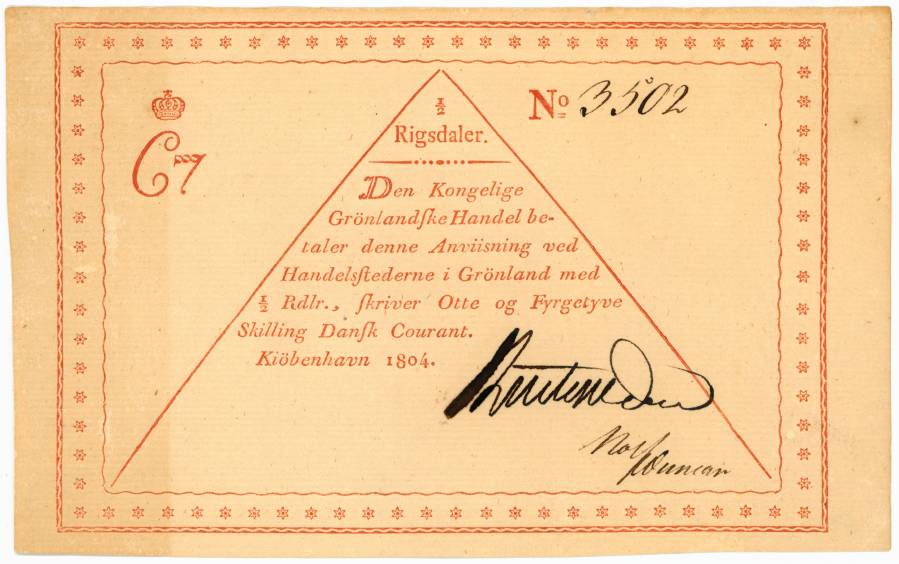 C7
½
Rigsdaler.
No 3502
Den Kongelige
Grönlandſke Handel be-
taler denne Anviisning ved
Handelsſtederne i Grönland med
½ Rdlr., ſkriver Otte og Fyrgetyve
Skilling Danſk Courant.
Kiöbenhavn 1804.